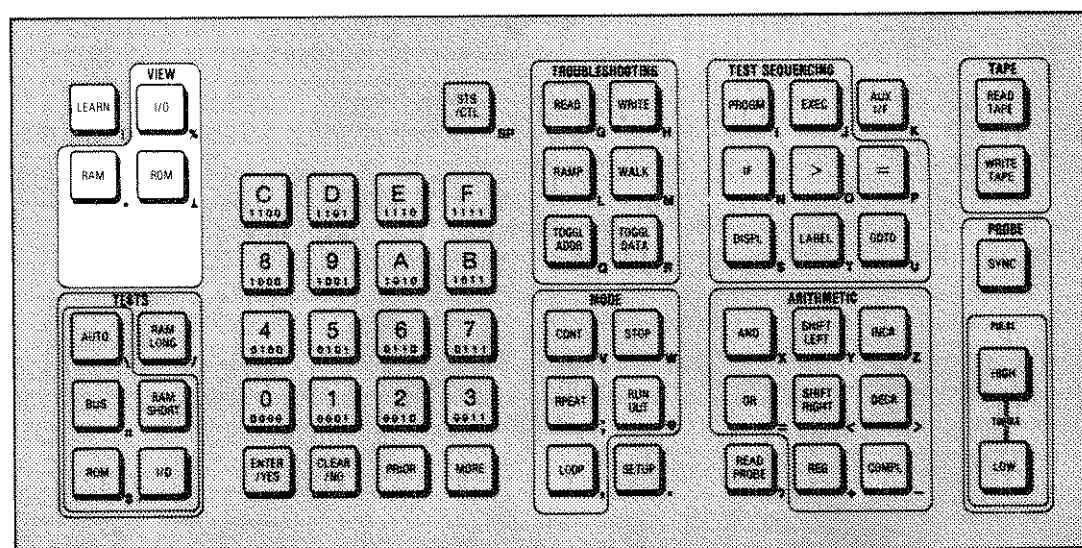 VIEW
LEARN
I/O
%
RAM
ROM
TESTS
AUTO
\
RAM LONG
/
BUS
RAM SHORT
ROM
$
I/O
STS /CTL
SP
C
1100
D
1101
E
1110
F
1111
8
1000
9
1001
A
1010
B
1011
4
0100
5
0101
6
0110
7
0111
0
0000
1
0001
2
0010
3
0011
ENTER /YES
CLEAR /NO
PRIOR
MORE
TROUBLESHOOTING
READ
G
WRITE
H
RAMP
L
WALK
M
TOGGL ADDR
Q
TOGGL DATA
R
MODE
CONT
V
STOP
W
RPEAT
;
RUN UUT
LOOP
SETUP
TEST SEQUENCING
PROGM
EXEC
J
AUX I/F
K
IF
N
>
O
=
P
DISPL
S
LABEL
T
GOTO
U
ARITHMETIC
AND
X
SHIFT LEFT
Y
INCR
Z
OR
=
SHIFT RIGHT
<
DECR
>
READ PROBE
?
REG
+
COMPL
–
TAPE
READ TAPE
WRITE TAPE
PROBE
SYNC
PULSE
HIGH
LOW